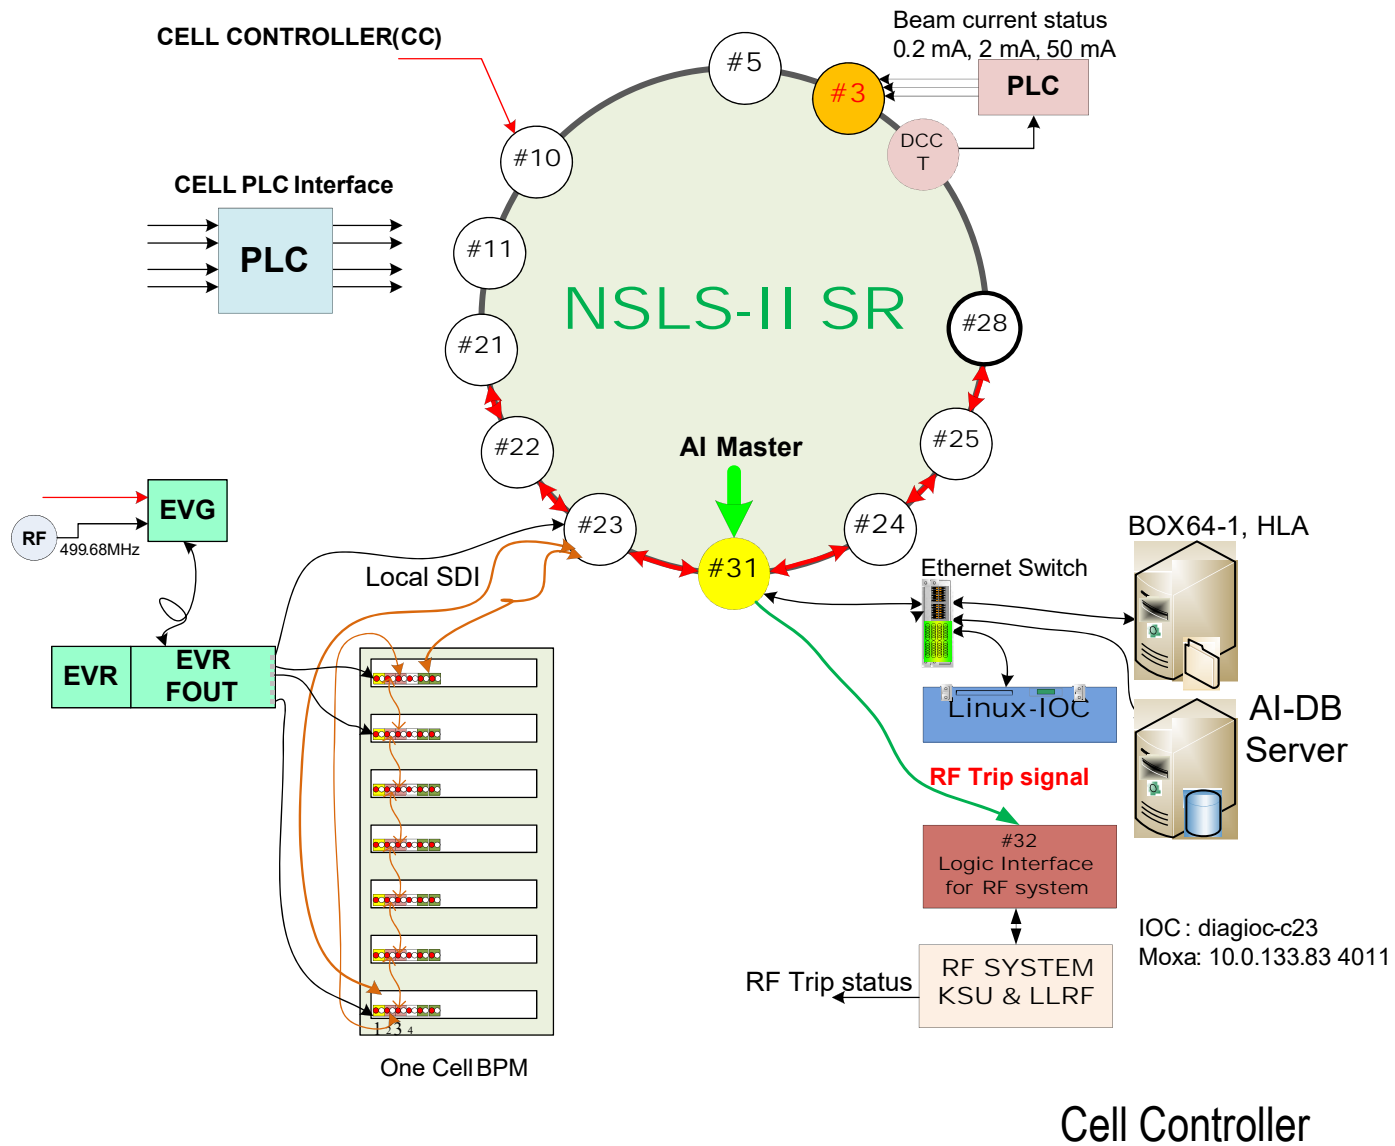 Beam current status
0.2 mA, 2 mA, 50 mA
CELL CONTROLLER(CC)
#5
#3
PLC
DCC
T
#10
CELL PLC Interface
PLC
#11
NSLS-II SR
#28
#21
#22
AI Master
#25
EVG
RF
499.68MHz
#23
#24
BOX64-1, HLA
#31
Ethernet Switch
Local SDI
EVR
EVR
FOUT
Linux-IOC
AI-DB
Server
RF Trip signal
#32
Logic Interface
for RF system
IOC : diagioc-c23
Moxa: 10.0.133.83 4011
RF SYSTEM
KSU & LLRF
RF Trip status
1 2 3 4
One Cell BPM
Cell Controller